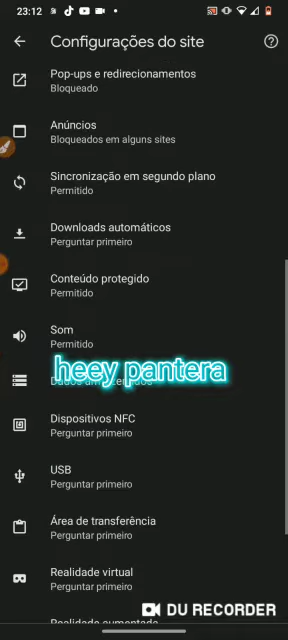 23:12
Configurações do site
Pop-ups e redirecionamentos
Bloqueado
Anúncios
Bloqueados em alguns sites
Sincronização em segundo plano
Permitido
Downloads automáticos
Perguntar primeiro
Conteúdo protegido
Permitido
Som
Permitido
heey pantera
Dispositivos NFC
Perguntar primeiro
USB
Perguntar primeiro
Área de transferência
Perguntar primeiro
Realidade virtual
Perguntar primeiro
DU RECORDER
Realidade aumentada